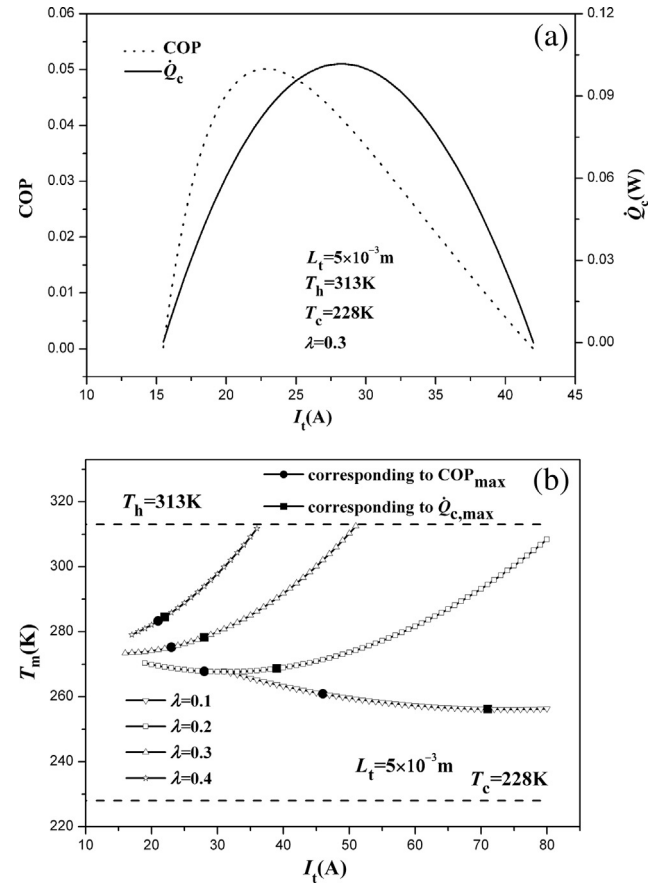 (a)
COP
Q̇c
0.06
0.05
0.04
0.03
0.02
0.01
0.00
COP
0.12
0.09
0.06
0.03
0.00
Q̇c(W)
Lt=5×10⁻³m
Th=313K
Tc=228K
λ=0.3
10 15 20 25 30 35 40 45
It(A)
(b)
corresponding to COPmax
corresponding to Q̇c,max
Th=313K
320
300
280
260
240
220
Tm(K)
λ=0.1
λ=0.2
λ=0.3
λ=0.4
Lt=5×10⁻³m
Tc=228K
10 20 30 40 50 60 70 80
It(A)